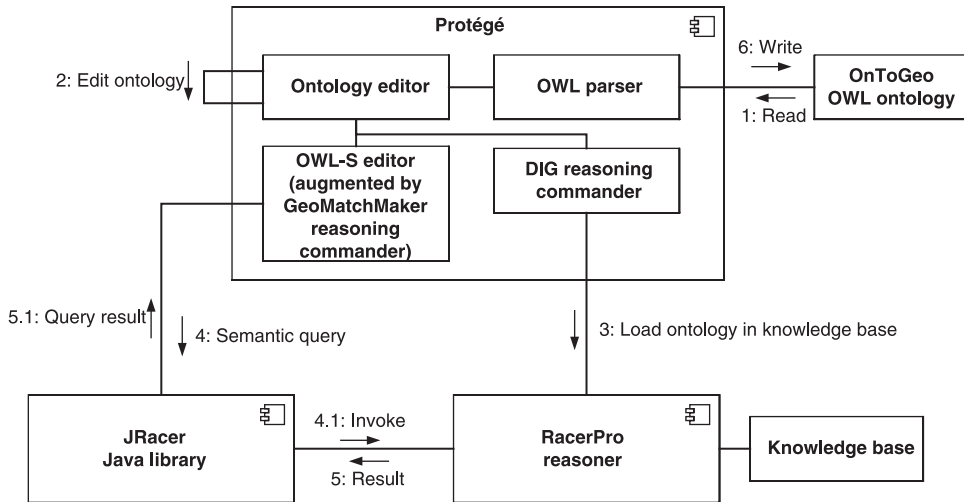 Protégé
2: Edit ontology
Ontology editor
OWL parser
6: Write
1: Read
OnToGeo
OWL ontology
OWL-S editor
(augmented by
GeoMatchMaker
reasoning
commander)
DIG reasoning
commander
5.1: Query result
4: Semantic query
3: Load ontology in knowledge base
JRacer
Java library
4.1: Invoke
5: Result
RacerPro
reasoner
Knowledge base